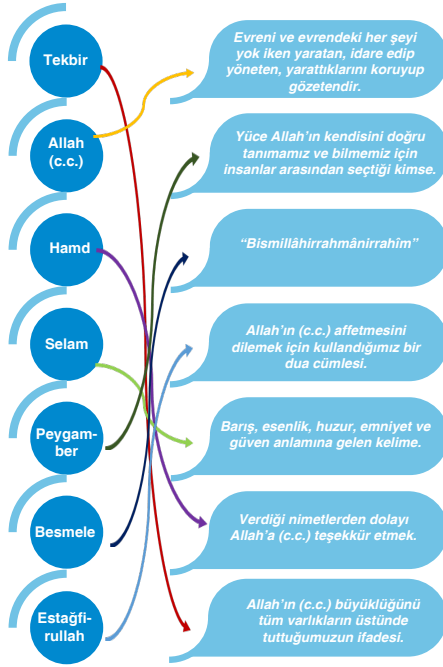 Tekbir
Evreni ve evrendeki her şeyi
yok iken yaratan, idare edip
yöneten, yarattıklarını koruyup
gözetendir.
Allah
(c.c.)
Yüce Allah’ın kendisini doğru
tanımamız ve bilmemiz için
insanlar arasından seçtiği kimse.
Hamd
“Bismillâhirrahmânirrahîm”
Selam
Allah’ın (c.c.) affetmesini
dilemek için kullandığımız bir
dua cümlesi.
Peygam-
ber
Barış, esenlik, huzur, emniyet ve
güven anlamına gelen kelime.
Besmele
Verdiği nimetlerden dolayı
Allah’a (c.c.) teşekkür etmek.
Estağfi-
rullah
Allah’ın (c.c.) büyüklüğünü
tüm varlıkların üstünde
tuttuğumuzun ifadesi.